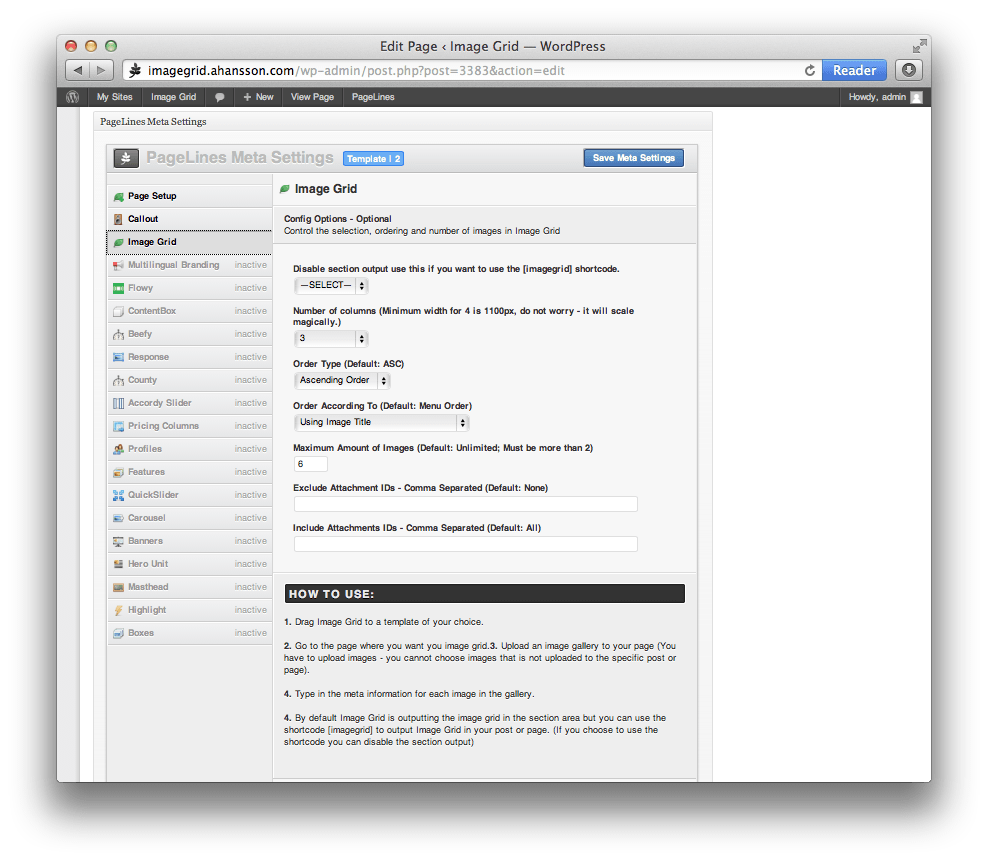 Edit Page ‹ Image Grid — WordPress
imagegrid.ahansson.com/wp-admin/post.php?post=3383&action=edit
Reader
My Sites
Image Grid
+ New
View Page
PageLines
Howdy, admin
PageLines Meta Settings
PageLines Meta Settings
Template | 2
Save Meta Settings
Page Setup
Callout
Image Grid
Multilingual Branding inactive
Flowy inactive
ContentBox inactive
Beefy inactive
Response inactive
County inactive
Accordy Slider inactive
Pricing Columns inactive
Profiles inactive
Features inactive
QuickSlider inactive
Carousel inactive
Banners inactive
Hero Unit inactive
Masthead inactive
Highlight inactive
Boxes inactive
Image Grid
Config Options - Optional
Control the selection, ordering and number of images in Image Grid
Disable section output use this if you want to use the [imagegrid] shortcode.
—SELECT—
Number of columns (Minimum width for 4 is 1100px, do not worry - it will scale
magically.)
3
Order Type (Default: ASC)
Ascending Order
Order According To (Default: Menu Order)
Using Image Title
Maximum Amount of Images (Default: Unlimited; Must be more than 2)
6
Exclude Attachment IDs - Comma Separated (Default: None)
Include Attachments IDs - Comma Separated (Default: All)
HOW TO USE:
1. Drag Image Grid to a template of your choice.
2. Go to the page where you want you image grid.3. Upload an image gallery to your page (You
have to upload images - you cannot choose images that is not uploaded to the specific post or
page).
4. Type in the meta information for each image in the gallery.
4. By default Image Grid is outputting the image grid in the section area but you can use the
shortcode [imagegrid] to output Image Grid in your post or page. (If you choose to use the
shortcode you can disable the section output)